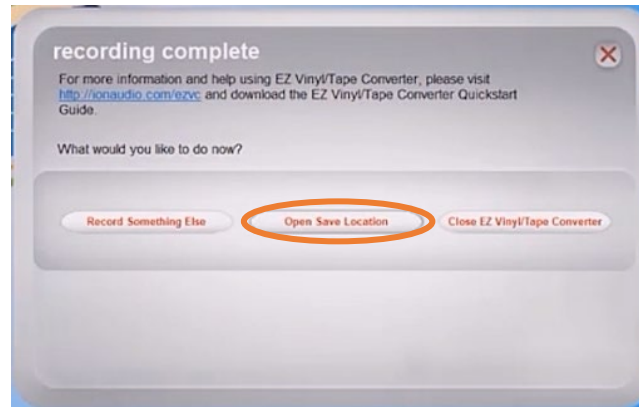 recording complete
For more information and help using EZ Vinyl/Tape Converter, please visit
http://ionaudio.com/ezvc and download the EZ Vinyl/Tape Converter Quickstart
Guide.
What would you like to do now?
Record Something Else
Open Save Location
Close EZ Vinyl/Tape Converter